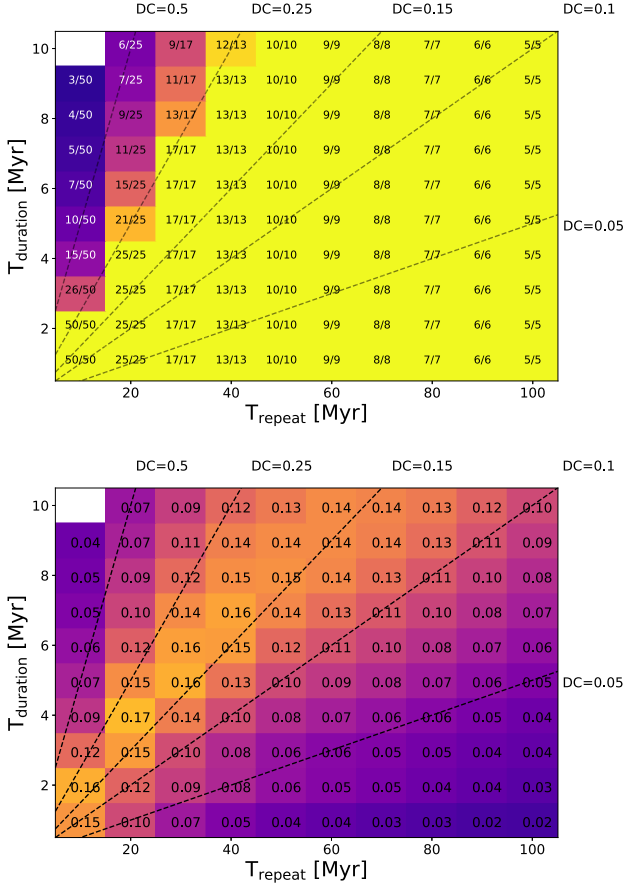 DC=0.5 DC=0.25 DC=0.15 DC=0.1
10 6/25 9/17 12/13 10/10 9/9 8/8 7/7 6/6 5/5
3/50 7/25 11/17 13/13 10/10 9/9 8/8 7/7 6/6 5/5
8 4/50 9/25 13/17 13/13 10/10 9/9 8/8 7/7 6/6 5/5
5/50 11/25 17/17 13/13 10/10 9/9 8/8 7/7 6/6 5/5
6 7/50 15/25 17/17 13/13 10/10 9/9 8/8 7/7 6/6 5/5
10/50 21/25 17/17 13/13 10/10 9/9 8/8 7/7 6/6 5/5 DC=0.05
4 15/50 25/25 17/17 13/13 10/10 9/9 8/8 7/7 6/6 5/5
26/50 25/25 17/17 13/13 10/10 9/9 8/8 7/7 6/6 5/5
2 50/50 25/25 17/17 13/13 10/10 9/9 8/8 7/7 6/6 5/5
50/50 25/25 17/17 13/13 10/10 9/9 8/8 7/7 6/6 5/5
Tduration [Myr]
20 40 60 80 100
Trepeat [Myr]
DC=0.5 DC=0.25 DC=0.15 DC=0.1
10 0.07 0.09 0.12 0.13 0.14 0.14 0.13 0.12 0.10
0.04 0.07 0.11 0.14 0.14 0.14 0.14 0.13 0.11 0.09
8 0.05 0.09 0.12 0.15 0.15 0.14 0.13 0.11 0.10 0.08
0.05 0.10 0.14 0.16 0.14 0.13 0.11 0.10 0.08 0.07
6 0.06 0.12 0.16 0.15 0.12 0.11 0.10 0.08 0.07 0.06
0.07 0.15 0.16 0.13 0.10 0.09 0.08 0.07 0.06 0.05 DC=0.05
4 0.09 0.17 0.14 0.10 0.08 0.07 0.06 0.06 0.05 0.04
0.12 0.15 0.10 0.08 0.06 0.06 0.05 0.05 0.04 0.04
2 0.16 0.12 0.09 0.08 0.06 0.05 0.05 0.04 0.04 0.03
0.15 0.10 0.07 0.05 0.04 0.04 0.03 0.03 0.02 0.02
Tduration [Myr]
20 40 60 80 100
Trepeat [Myr]